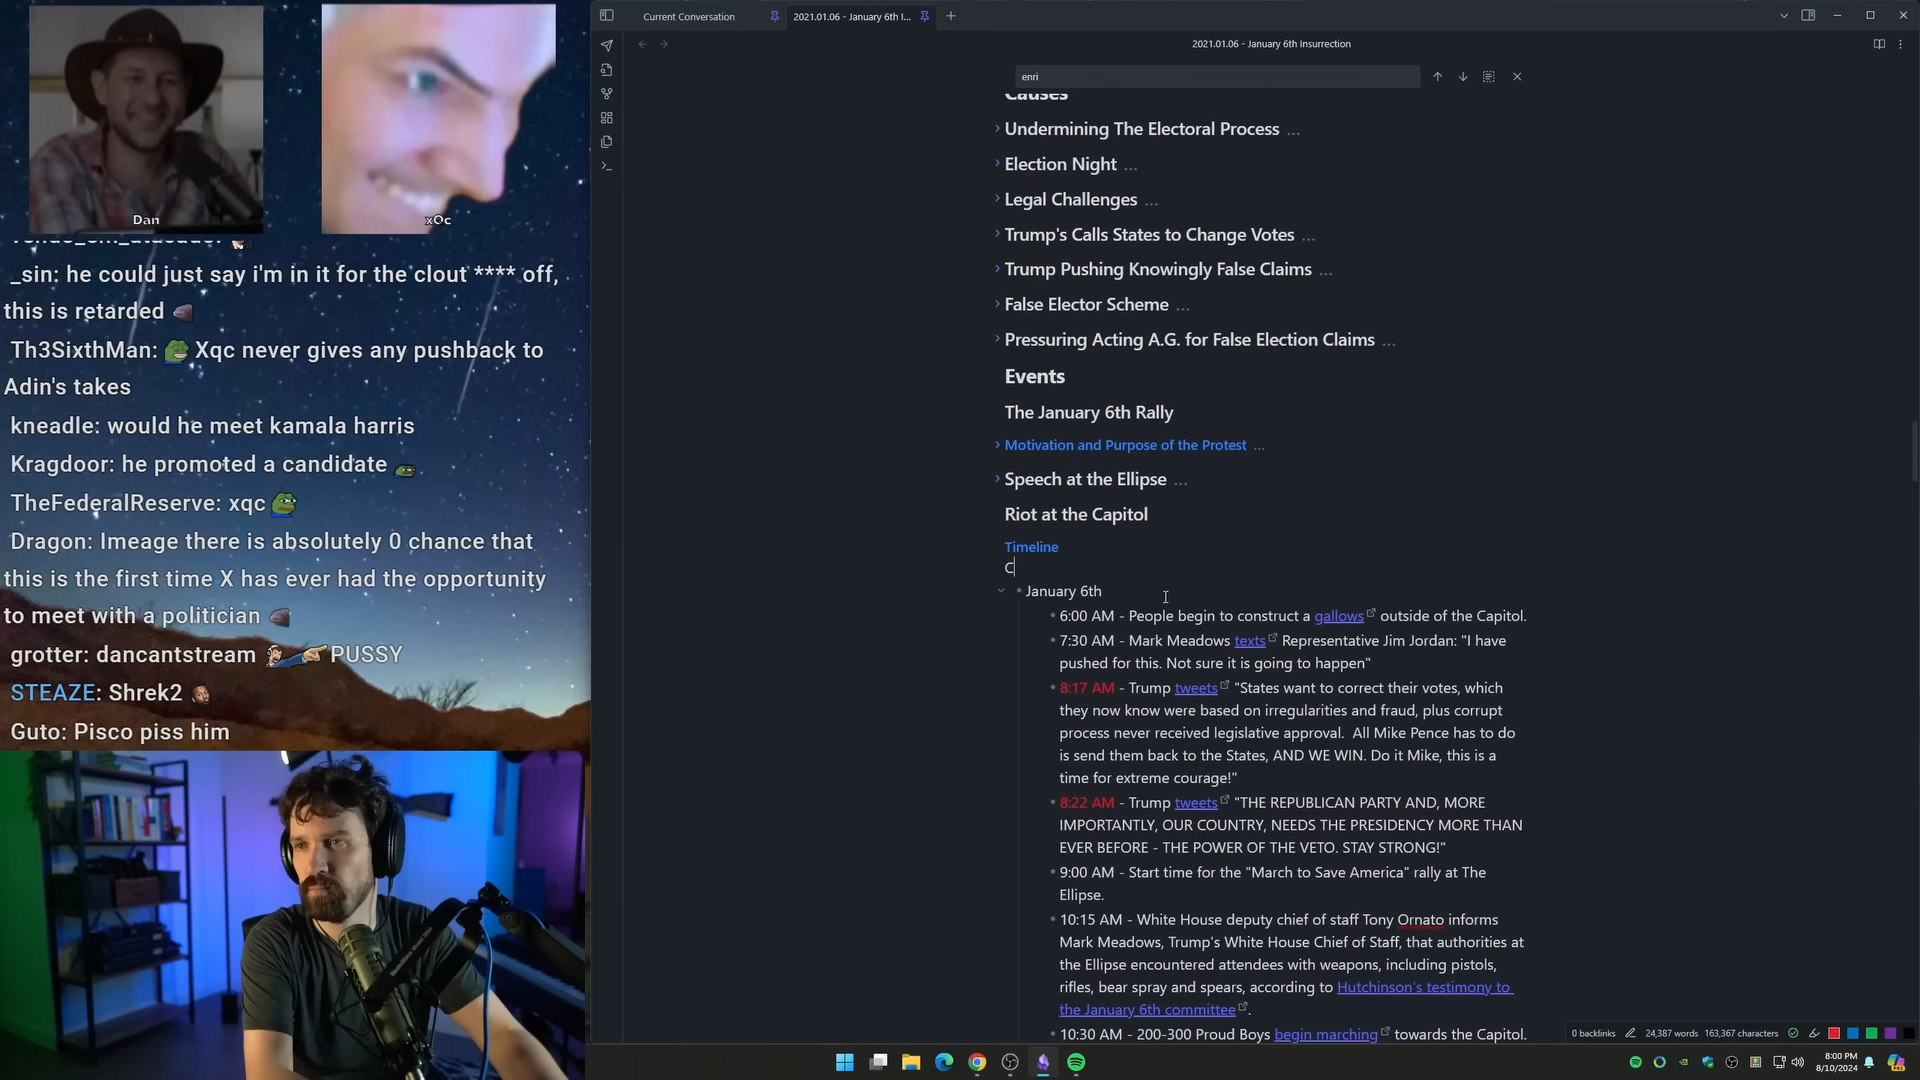 Current Conversation
2021.01.06 - January 6th I...
2021.01.06 - January 6th Insurrection
enri
Causes
Undermining The Electoral Process ...
Election Night ...
Legal Challenges ...
Trump's Calls States to Change Votes ...
Trump Pushing Knowingly False Claims ...
False Elector Scheme ...
Pressuring Acting A.G. for False Election Claims ...
Events
The January 6th Rally
Motivation and Purpose of the Protest ...
Speech at the Ellipse ...
Riot at the Capitol
Timeline
C
January 6th
6:00 AM - People begin to construct a gallows outside of the Capitol.
7:30 AM - Mark Meadows texts Representative Jim Jordan: "I have
pushed for this. Not sure it is going to happen"
8:17 AM - Trump tweets "States want to correct their votes, which
they now know were based on irregularities and fraud, plus corrupt
process never received legislative approval.  All Mike Pence has to do
is send them back to the States, AND WE WIN. Do it Mike, this is a
time for extreme courage!"
8:22 AM - Trump tweets "THE REPUBLICAN PARTY AND, MORE
IMPORTANTLY, OUR COUNTRY, NEEDS THE PRESIDENCY MORE THAN
EVER BEFORE - THE POWER OF THE VETO. STAY STRONG!"
9:00 AM - Start time for the "March to Save America" rally at The
Ellipse.
10:15 AM - White House deputy chief of staff Tony Ornato informs
Mark Meadows, Trump's White House Chief of Staff, that authorities at
the Ellipse encountered attendees with weapons, including pistols,
rifles, bear spray and spears, according to Hutchinson's testimony to
the January 6th committee.
10:30 AM - 200-300 Proud Boys begin marching towards the Capitol.
0 backlinks
24,387 words
163,367 characters
8:00 PM
8/10/2024
Dan
xQc
_sin: he could just say i'm in it for the clout **** off,
this is retarded
Th3SixthMan: Xqc never gives any pushback to
Adin's takes
kneadle: would he meet kamala harris
Kragdoor: he promoted a candidate
TheFederalReserve: xqc
Dragon: Imeage there is absolutely 0 chance that
this is the first time X has ever had the opportunity
to meet with a politician
grotter: dancantstream PUSSY
STEAZE: Shrek2
Guto: Pisco piss him